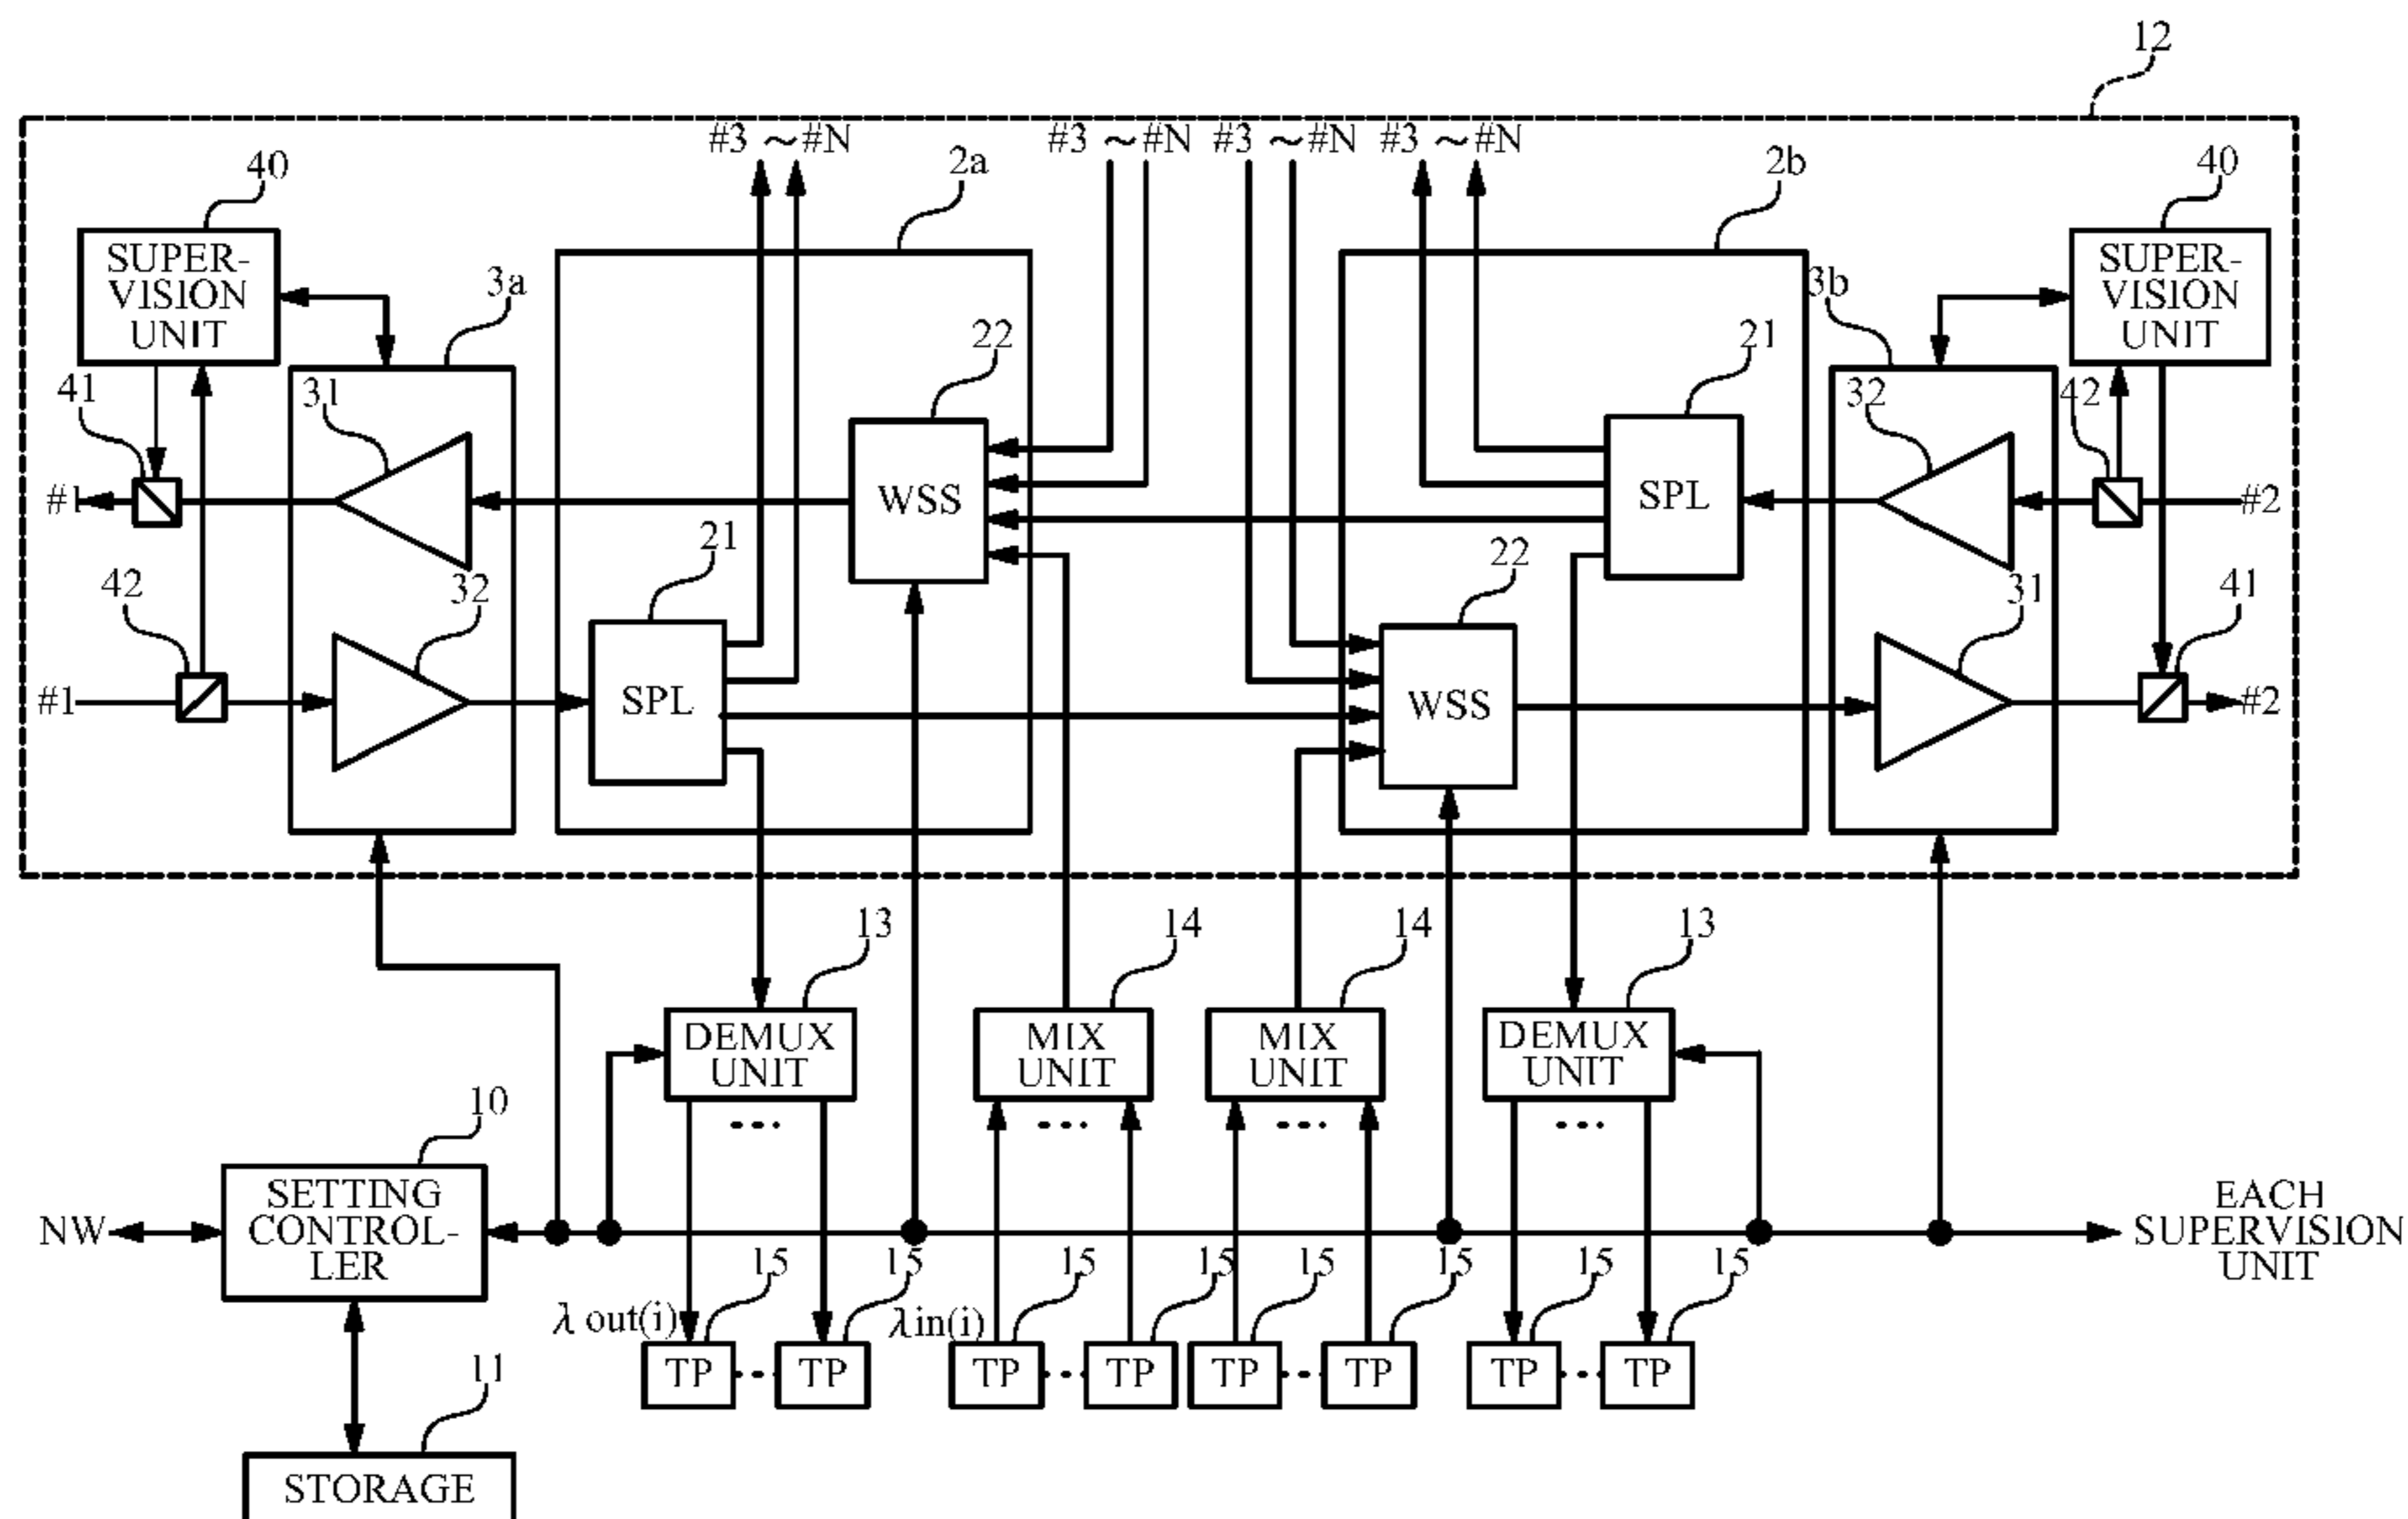 12
#3 ~#N
#3 ~#N
#3 ~#N
#3 ~#N
40
2a
2b
40
SUPER-
VISION
UNIT
3a
22
3b
21
SUPER-
VISION
UNIT
41
31
32
42
#1
WSS
SPL
#2
42
32
21
22
31
41
#1
SPL
WSS
#2
13
14
14
13
DEMUX
UNIT
MIX
UNIT
MIX
UNIT
DEMUX
UNIT
...
...
...
...
10
NW
SETTING
CONTROL-
LER
EACH
SUPERVISION
UNIT
15
15
15
15
15
15
15
15
λ out(i)
λin(i)
TP
TP
TP
TP
TP
TP
TP
TP
11
STORAGE